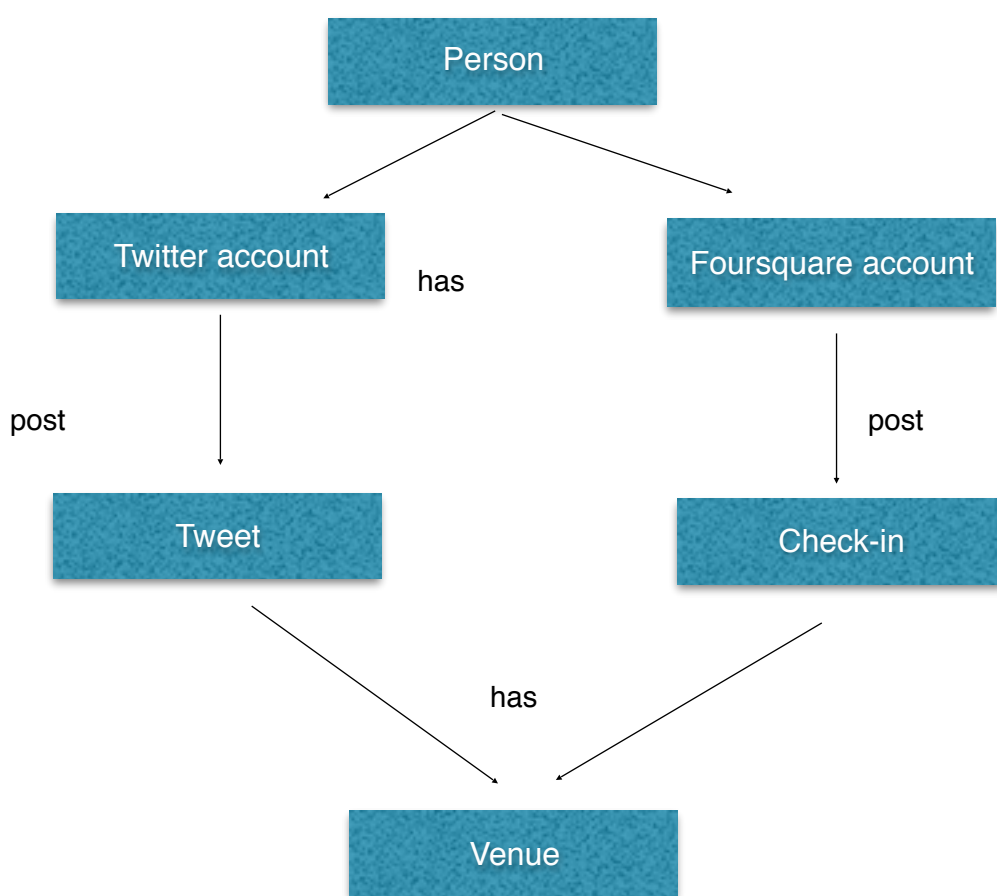 Person
Twitter account
Foursquare account
has
post
post
Tweet
Check-in
has
Venue